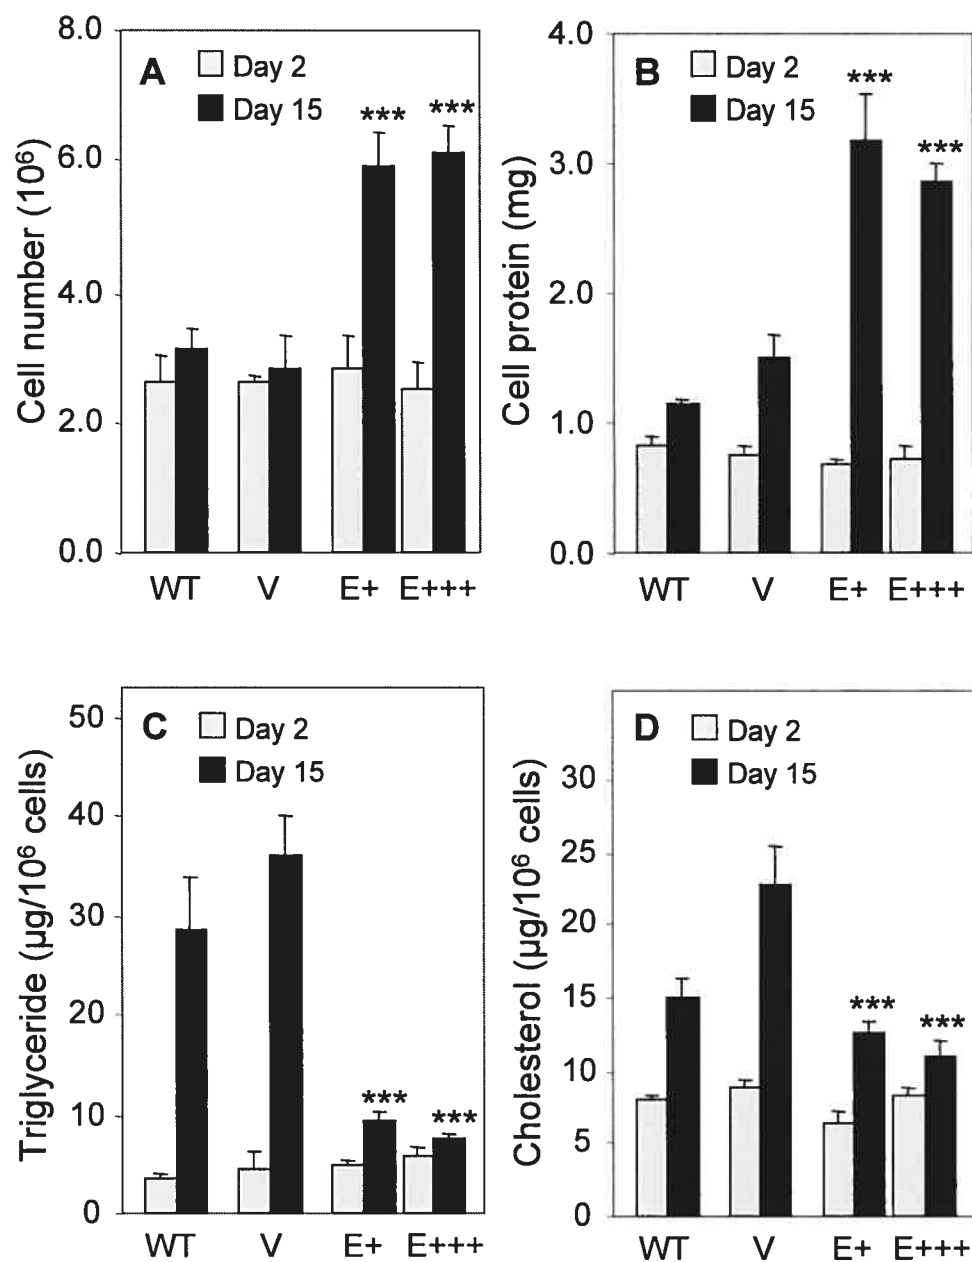 A
Day 2
Day 15
Cell number (10⁶)
8.0
6.0
4.0
2.0
0.0
***
***
WT
V
E+
E+++
B
Day 2
Day 15
Cell protein (mg)
4.0
3.0
2.0
1.0
0.0
***
***
WT
V
E+
E+++
C
Day 2
Day 15
Triglyceride (µg/10⁶ cells)
50
40
30
20
10
0
***
***
WT
V
E+
E+++
D
Day 2
Day 15
Cholesterol (µg/10⁶ cells)
30
25
20
15
10
5
0
***
***
WT
V
E+
E+++